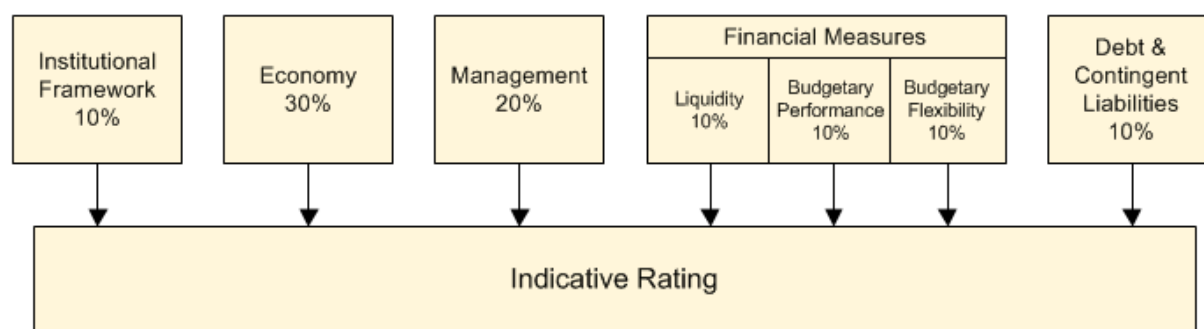 Institutional
Framework
10%
Economy
30%
Management
20%
Financial Measures
Liquidity
10%
Budgetary
Performance
10%
Budgetary
Flexibility
10%
Debt &
Contingent
Liabilities
10%
Indicative Rating